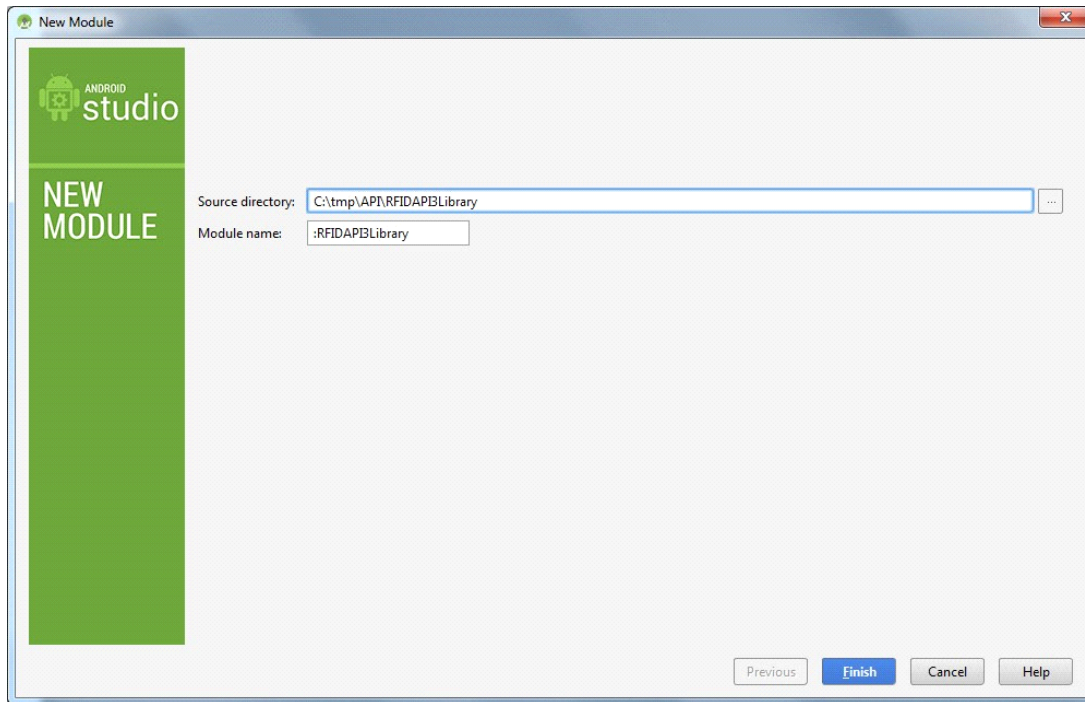 New Module
ANDROID
studio
NEW
MODULE
Source directory: C:\tmp\API\RFIDAPI3Library ...
Module name: :RFIDAPI3Library
Previous Finish Cancel Help